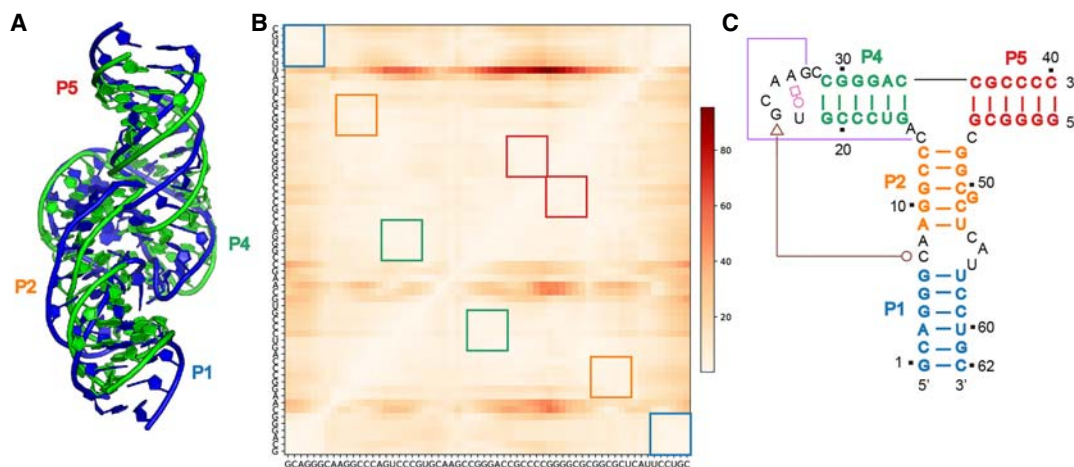 A
B
C
P5
P4
P2
P1
80
60
40
20
GCAGGGCAAGGCCCAGUCCCGUGCAAGCCGGGACCGCCCCGGGGCGCGGCGCUCAUUCCUGC
30 P4 40
A A G C C G G G A C C G C C C C 3
C
G U G C C C U G G C G G G G 5
20 A C P5
C G
C G
P2 G C 50
G
10 G C
A U
A C
C A
U
G U
G C
P1 G C
A U 60
C G
1 G C 62
5' 3'